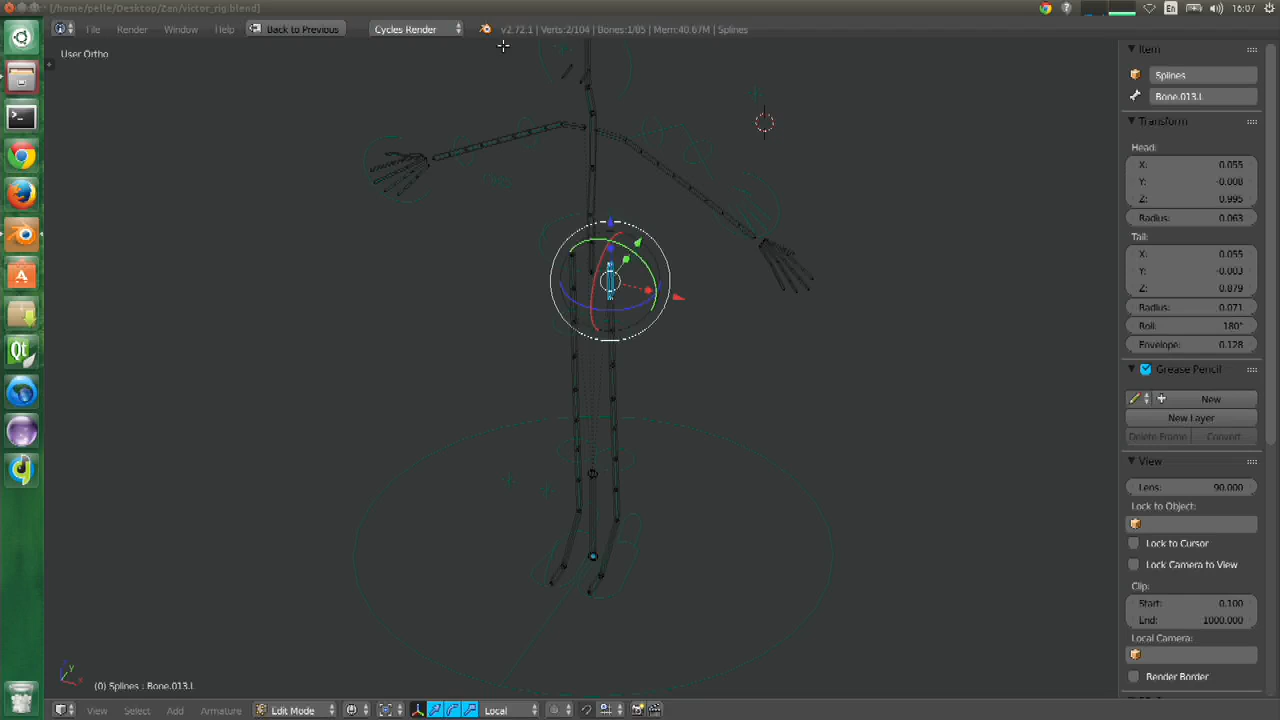 [/home/pelle/Desktop/Zan/victor_rig.blend]
En
16:07
File Render Window Help Back to Previous Cycles Render v2.72.1 | Verts:2/104 | Bones:1/85 | Mem:40.67M | Splines
User Ortho
Item
Splines
Bone.013.L
Transform
Head:
X: 0.055
Y: -0.008
Z: 0.995
Radius: 0.063
Tail:
X: 0.055
Y: -0.003
Z: 0.879
Radius: 0.071
Roll: 180°
Envelope: 0.128
Grease Pencil
New
New Layer
Delete Frame Convert
View
Lens: 90.000
Lock to Object:
Lock to Cursor
Lock Camera to View
Clip:
Start: 0.100
End: 1000.000
Local Camera:
Render Border
(0) Splines : Bone.013.L
View Select Add Armature Edit Mode Local